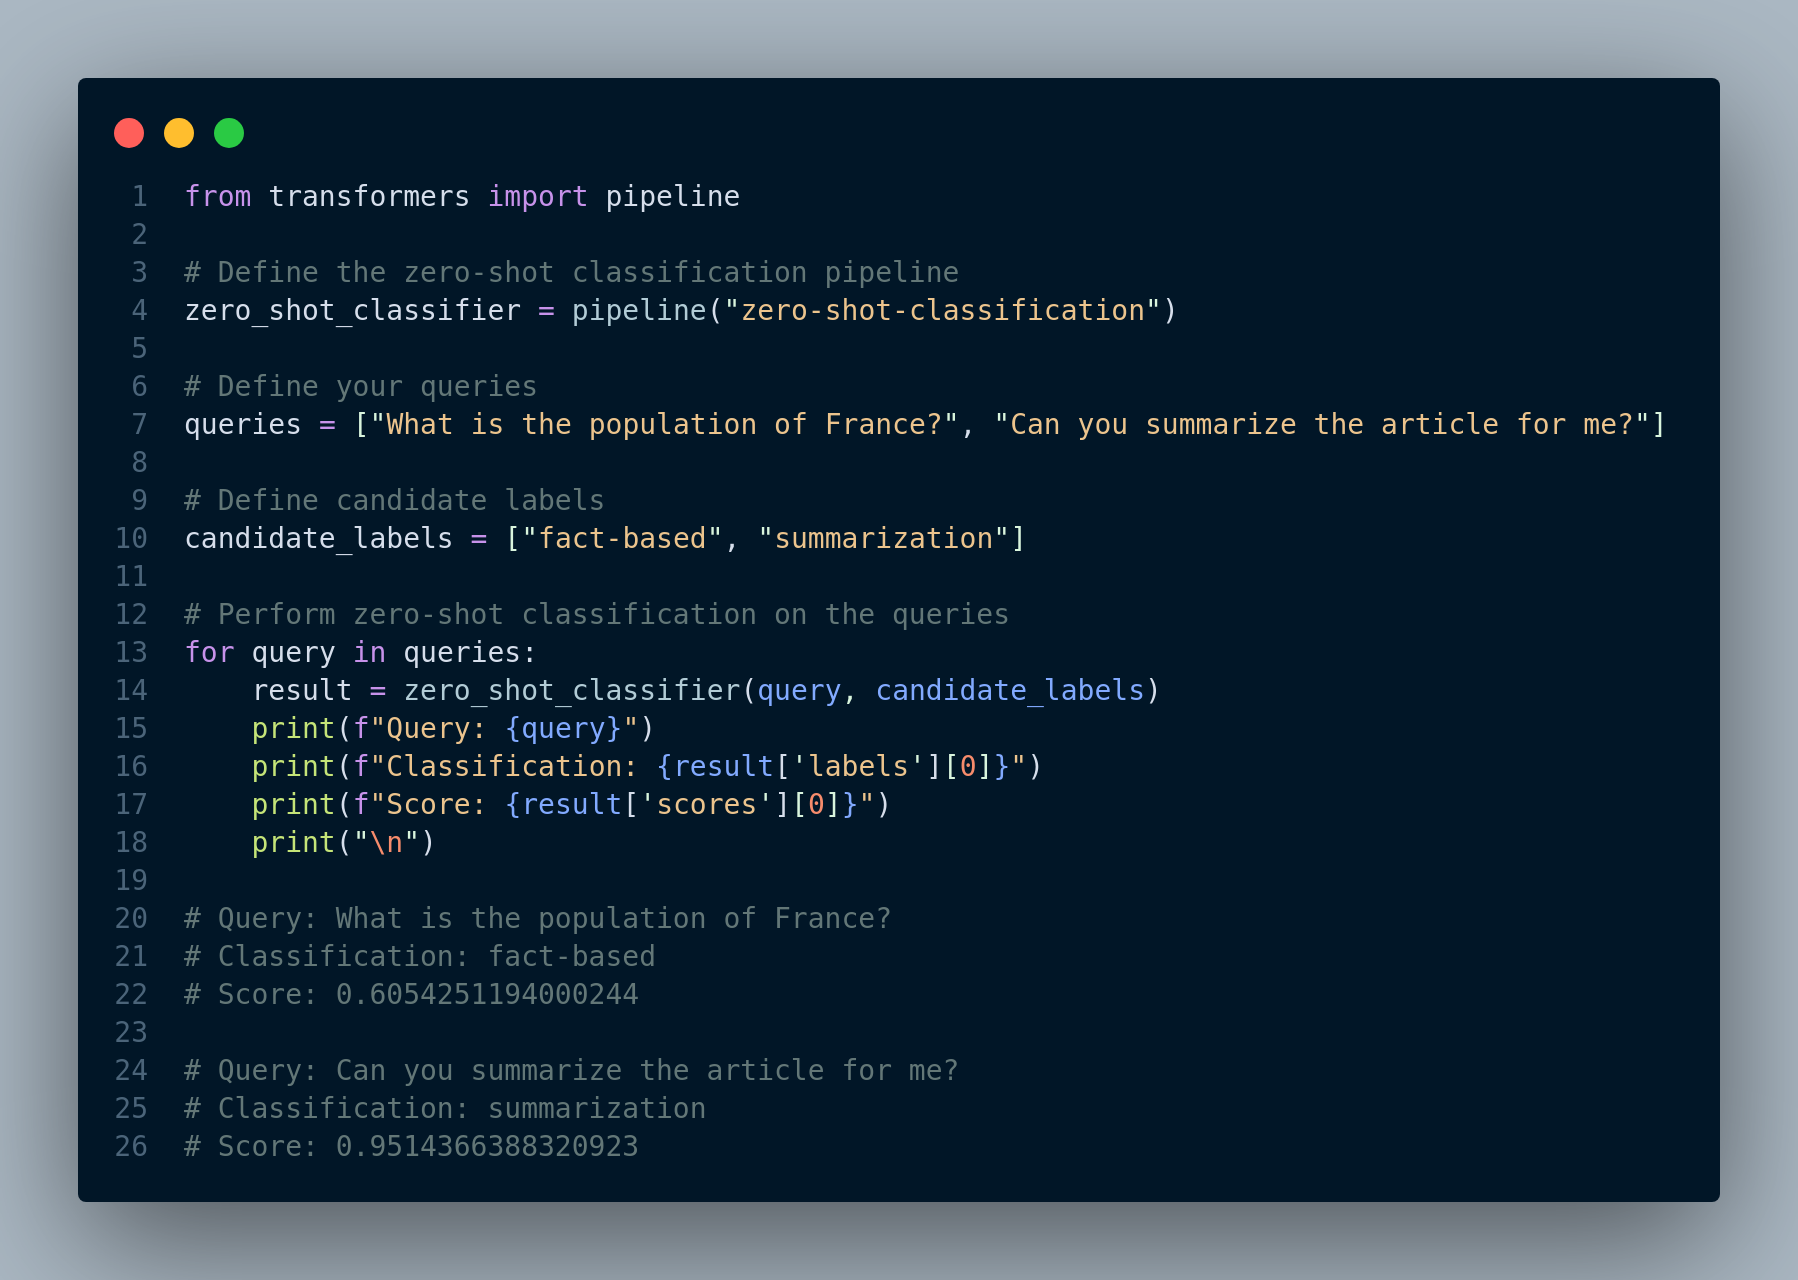 1 from transformers import pipeline
2
3 # Define the zero-shot classification pipeline
4 zero_shot_classifier = pipeline("zero-shot-classification")
5
6 # Define your queries
7 queries = ["What is the population of France?", "Can you summarize the article for me?"]
8
9 # Define candidate labels
10 candidate_labels = ["fact-based", "summarization"]
11
12 # Perform zero-shot classification on the queries
13 for query in queries:
14     result = zero_shot_classifier(query, candidate_labels)
15     print(f"Query: {query}")
16     print(f"Classification: {result['labels'][0]}")
17     print(f"Score: {result['scores'][0]}")
18     print("\n")
19
20 # Query: What is the population of France?
21 # Classification: fact-based
22 # Score: 0.6054251194000244
23
24 # Query: Can you summarize the article for me?
25 # Classification: summarization
26 # Score: 0.9514366388320923